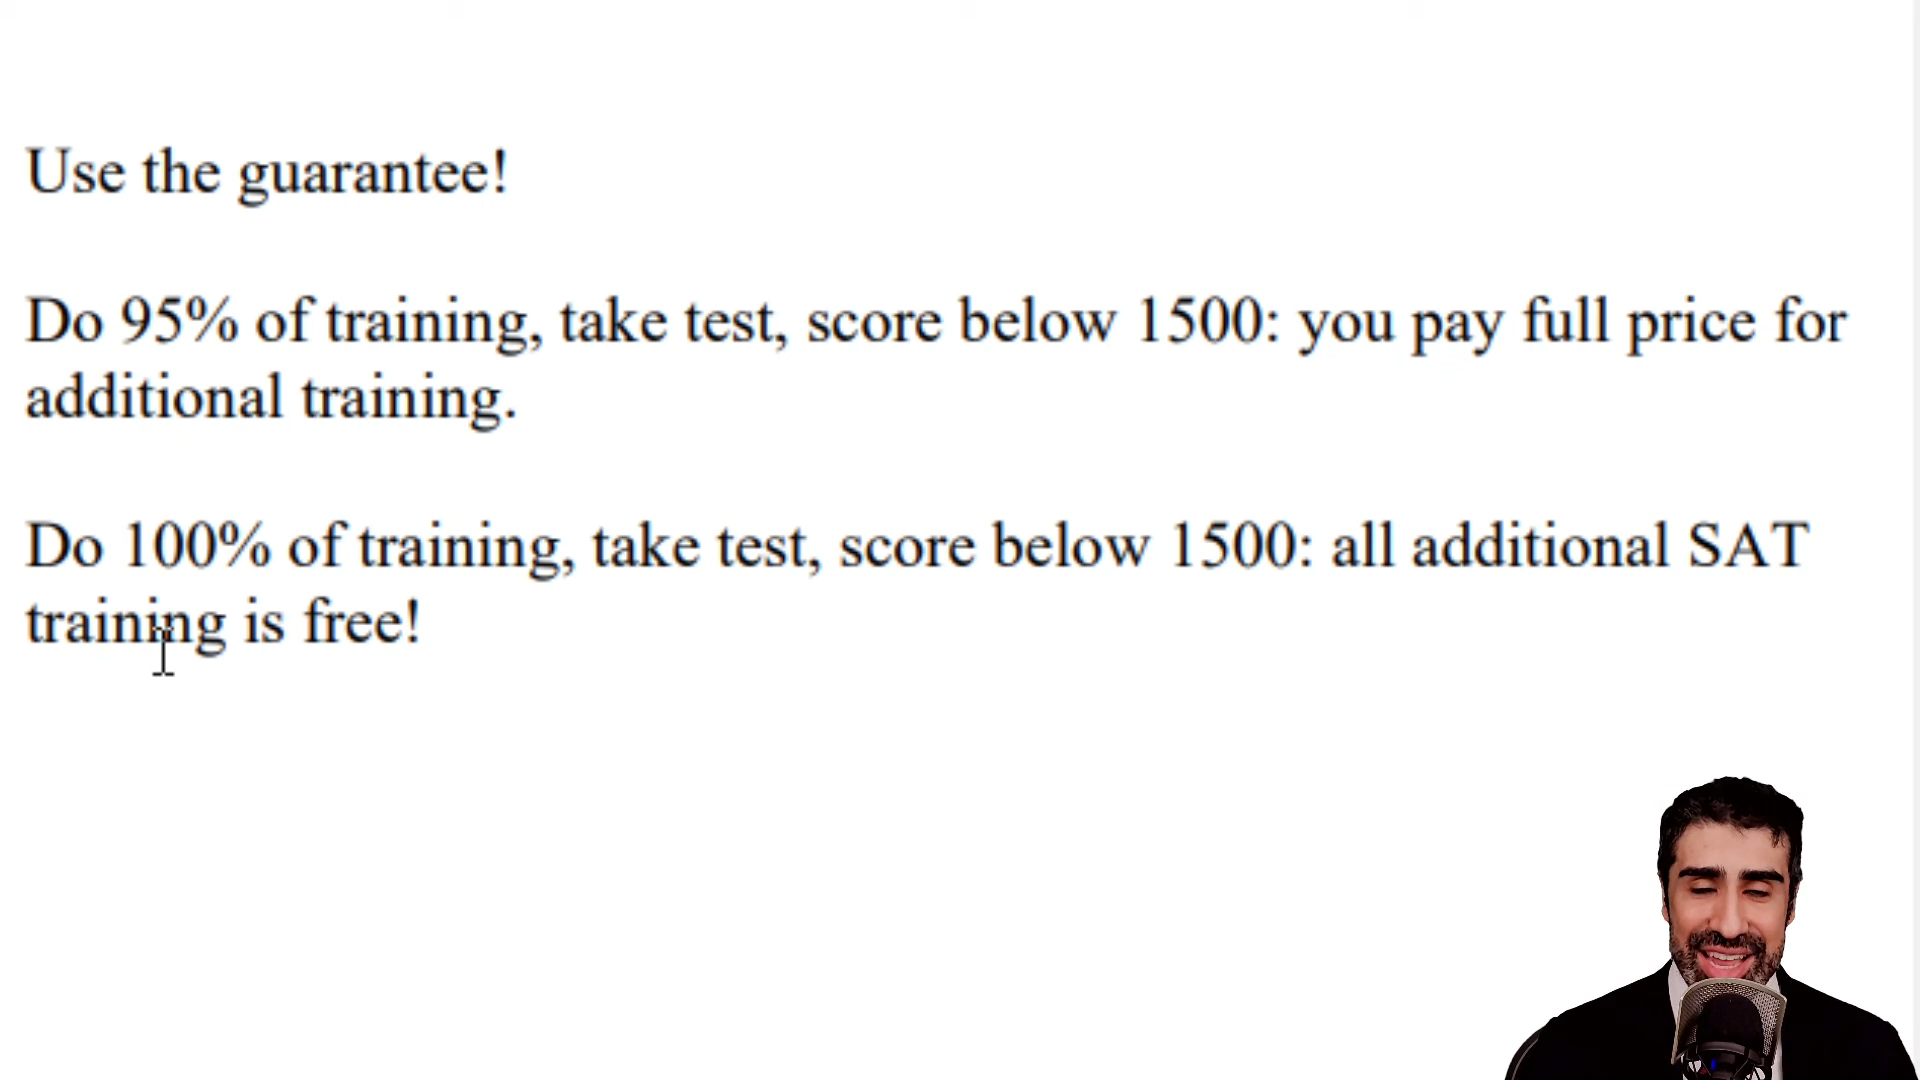 Use the guarantee!
Do 95% of training, take test, score below 1500: you pay full price for
additional training.
Do 100% of training, take test, score below 1500: all additional SAT
training is free!